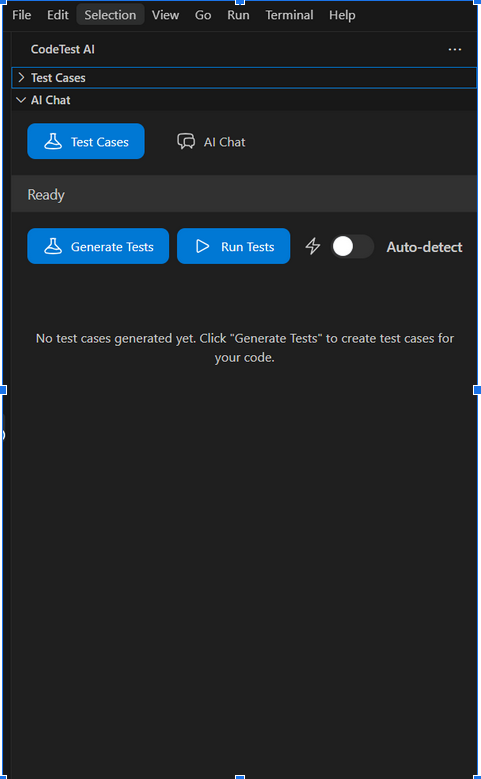 File Edit Selection View Go Run Terminal Help
CodeTest AI
Test Cases
AI Chat
Test Cases AI Chat
Ready
Generate Tests Run Tests Auto-detect
No test cases generated yet. Click "Generate Tests" to create test cases for
your code.